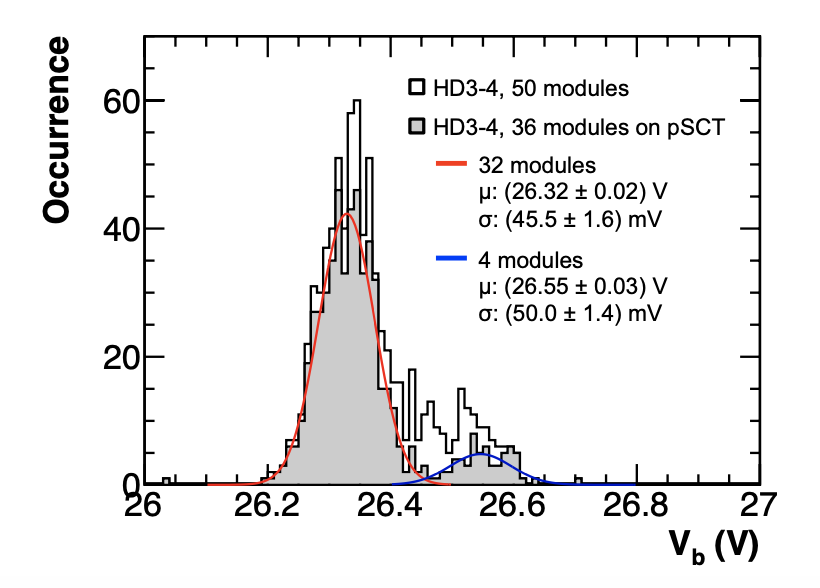 Occurrence
60
40
20
0
HD3-4, 50 modules
HD3-4, 36 modules on pSCT
32 modules
μ: (26.32 ± 0.02) V
σ: (45.5 ± 1.6) mV
4 modules
μ: (26.55 ± 0.03) V
σ: (50.0 ± 1.4) mV
26 26.2 26.4 26.6 26.8 27
V_b (V)